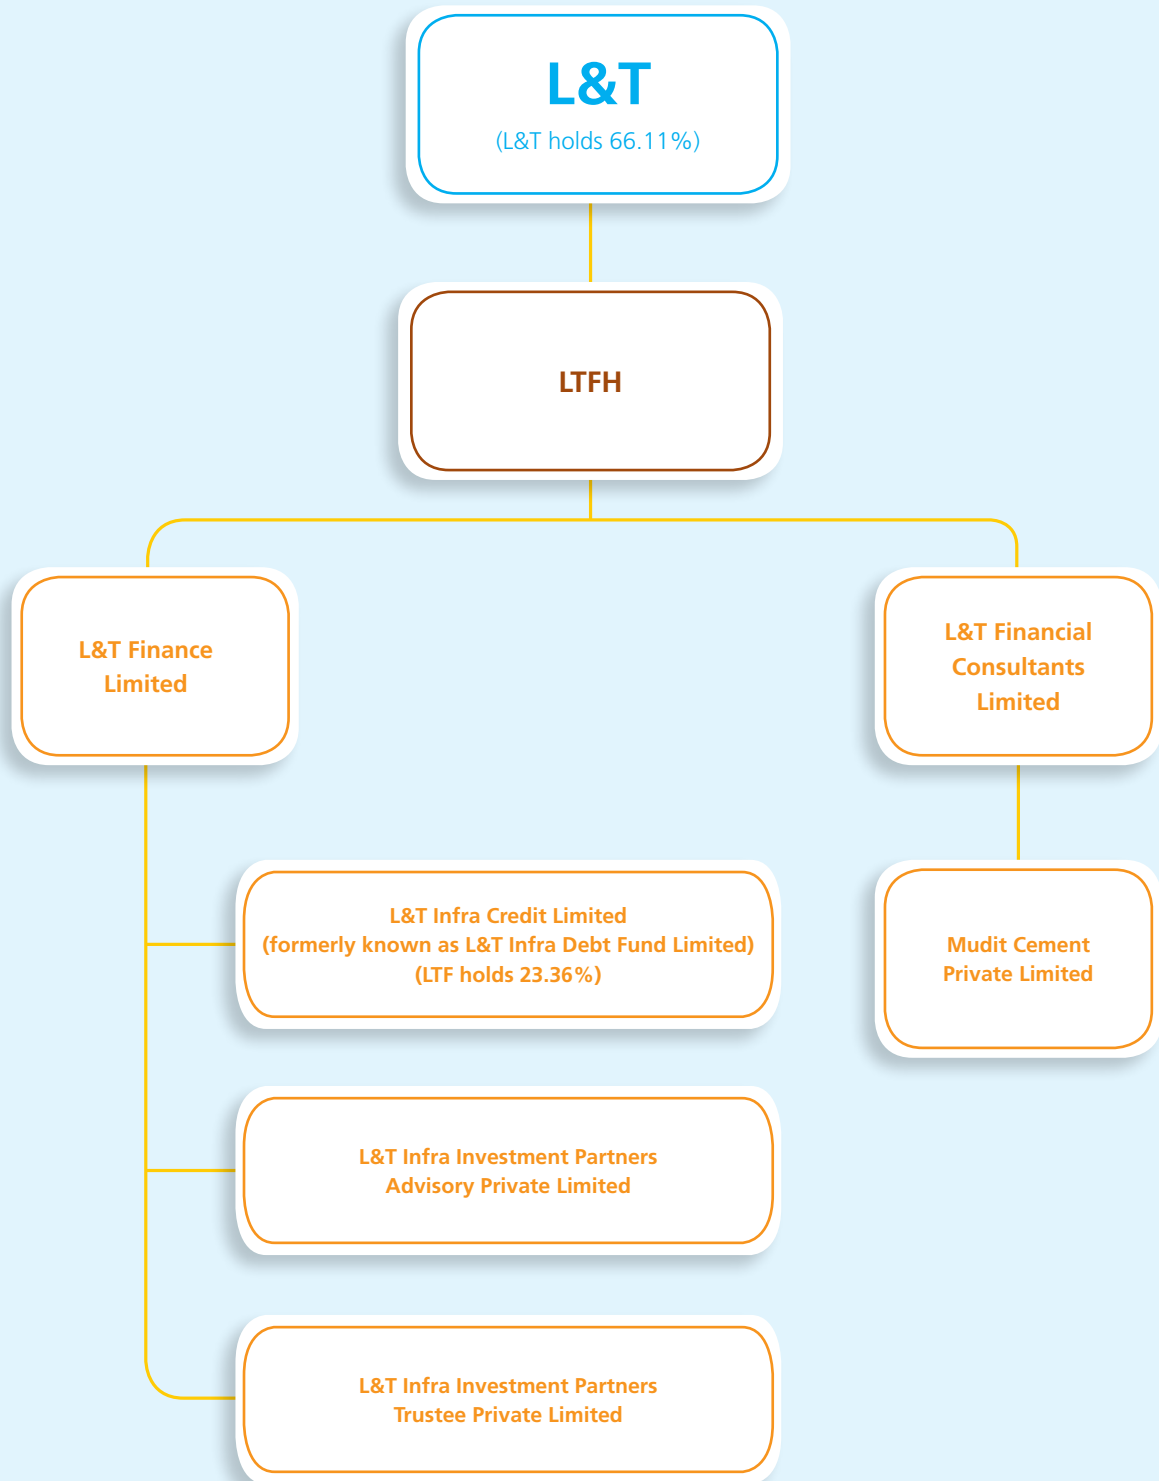 L&T
(L&T holds 66.11%)
LTFH
L&T Finance
Limited
L&T Financial
Consultants
Limited
L&T Infra Credit Limited
(formerly known as L&T Infra Debt Fund Limited)
(LTF holds 23.36%)
Mudit Cement
Private Limited
L&T Infra Investment Partners
Advisory Private Limited
L&T Infra Investment Partners
Trustee Private Limited